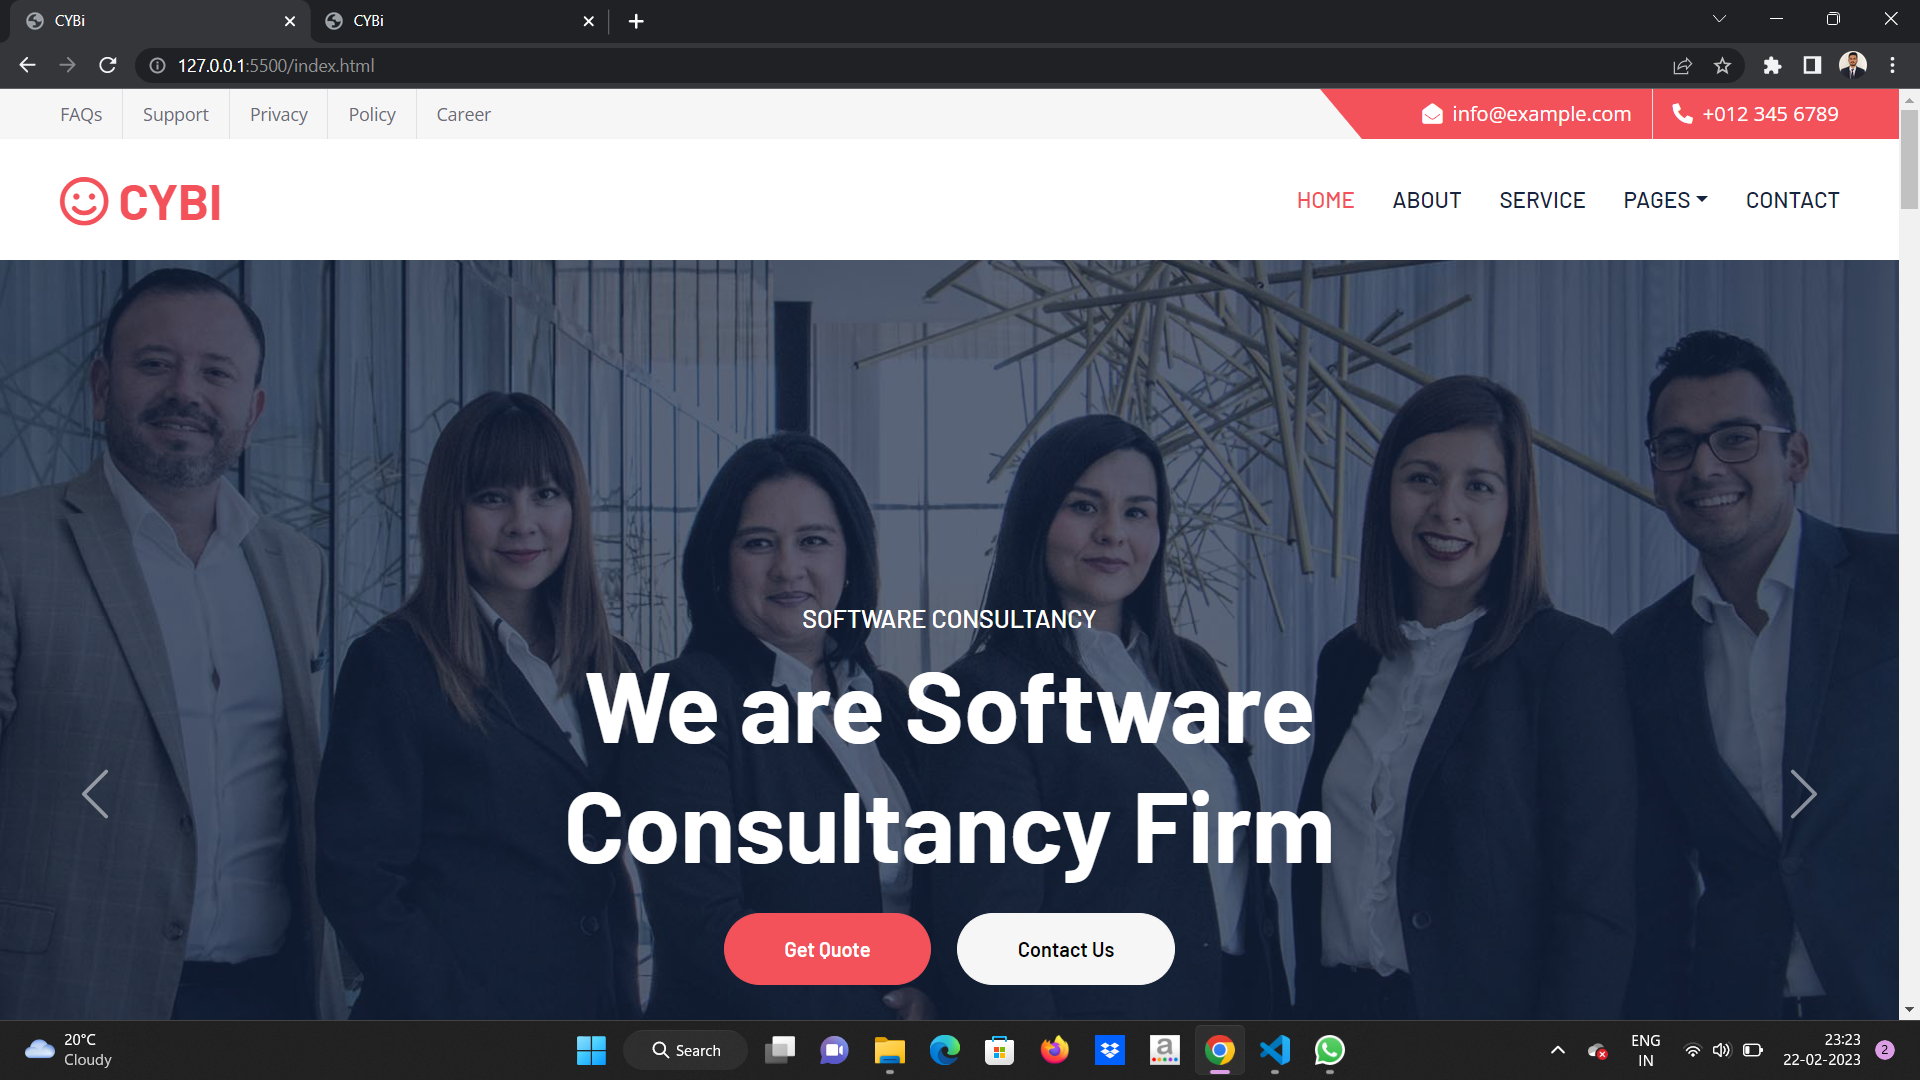 CYBi
CYBi
127.0.0.1:5500/index.html
FAQs
Support
Privacy
Policy
Career
info@example.com
+012 345 6789
CYBI
HOME
ABOUT
SERVICE
PAGES
CONTACT
SOFTWARE CONSULTANCY
We are Software
Consultancy Firm
Get Quote
Contact Us
20°C
Cloudy
Search
a
ENG
IN
23:23
22-02-2023
2